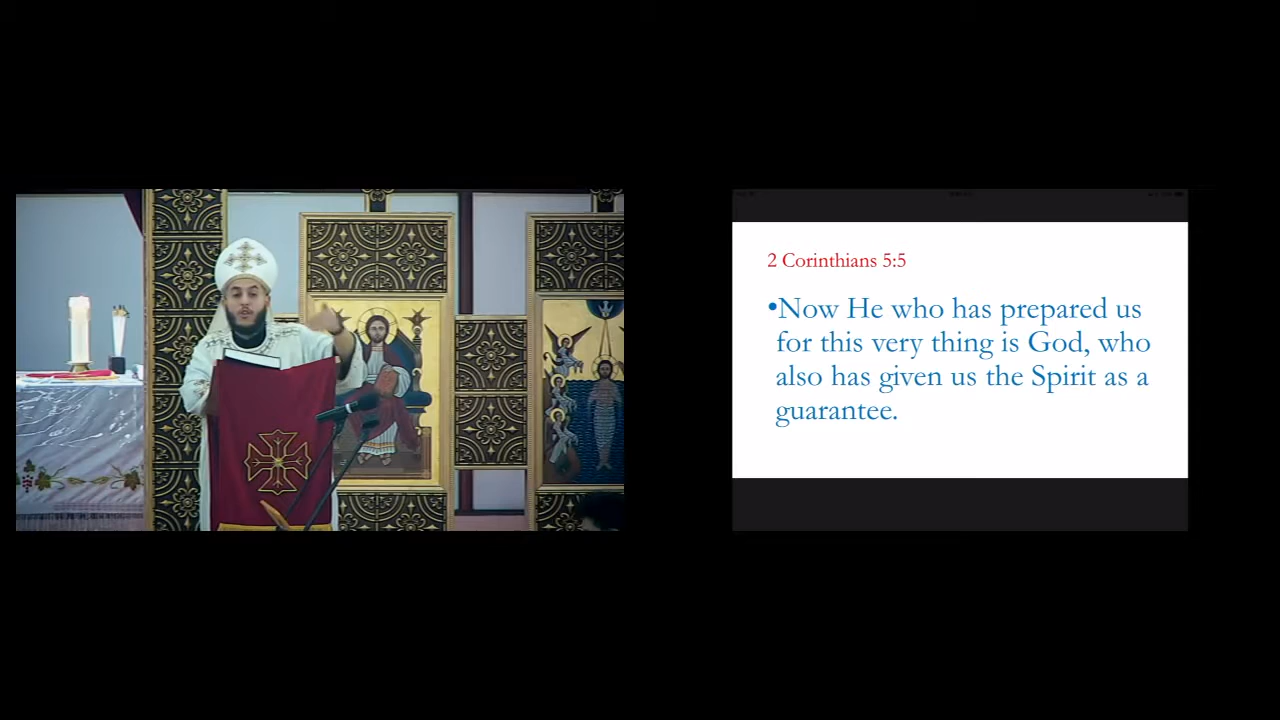 2 Corinthians 5:5
•Now He who has prepared us
for this very thing is God, who
also has given us the Spirit as a
guarantee.